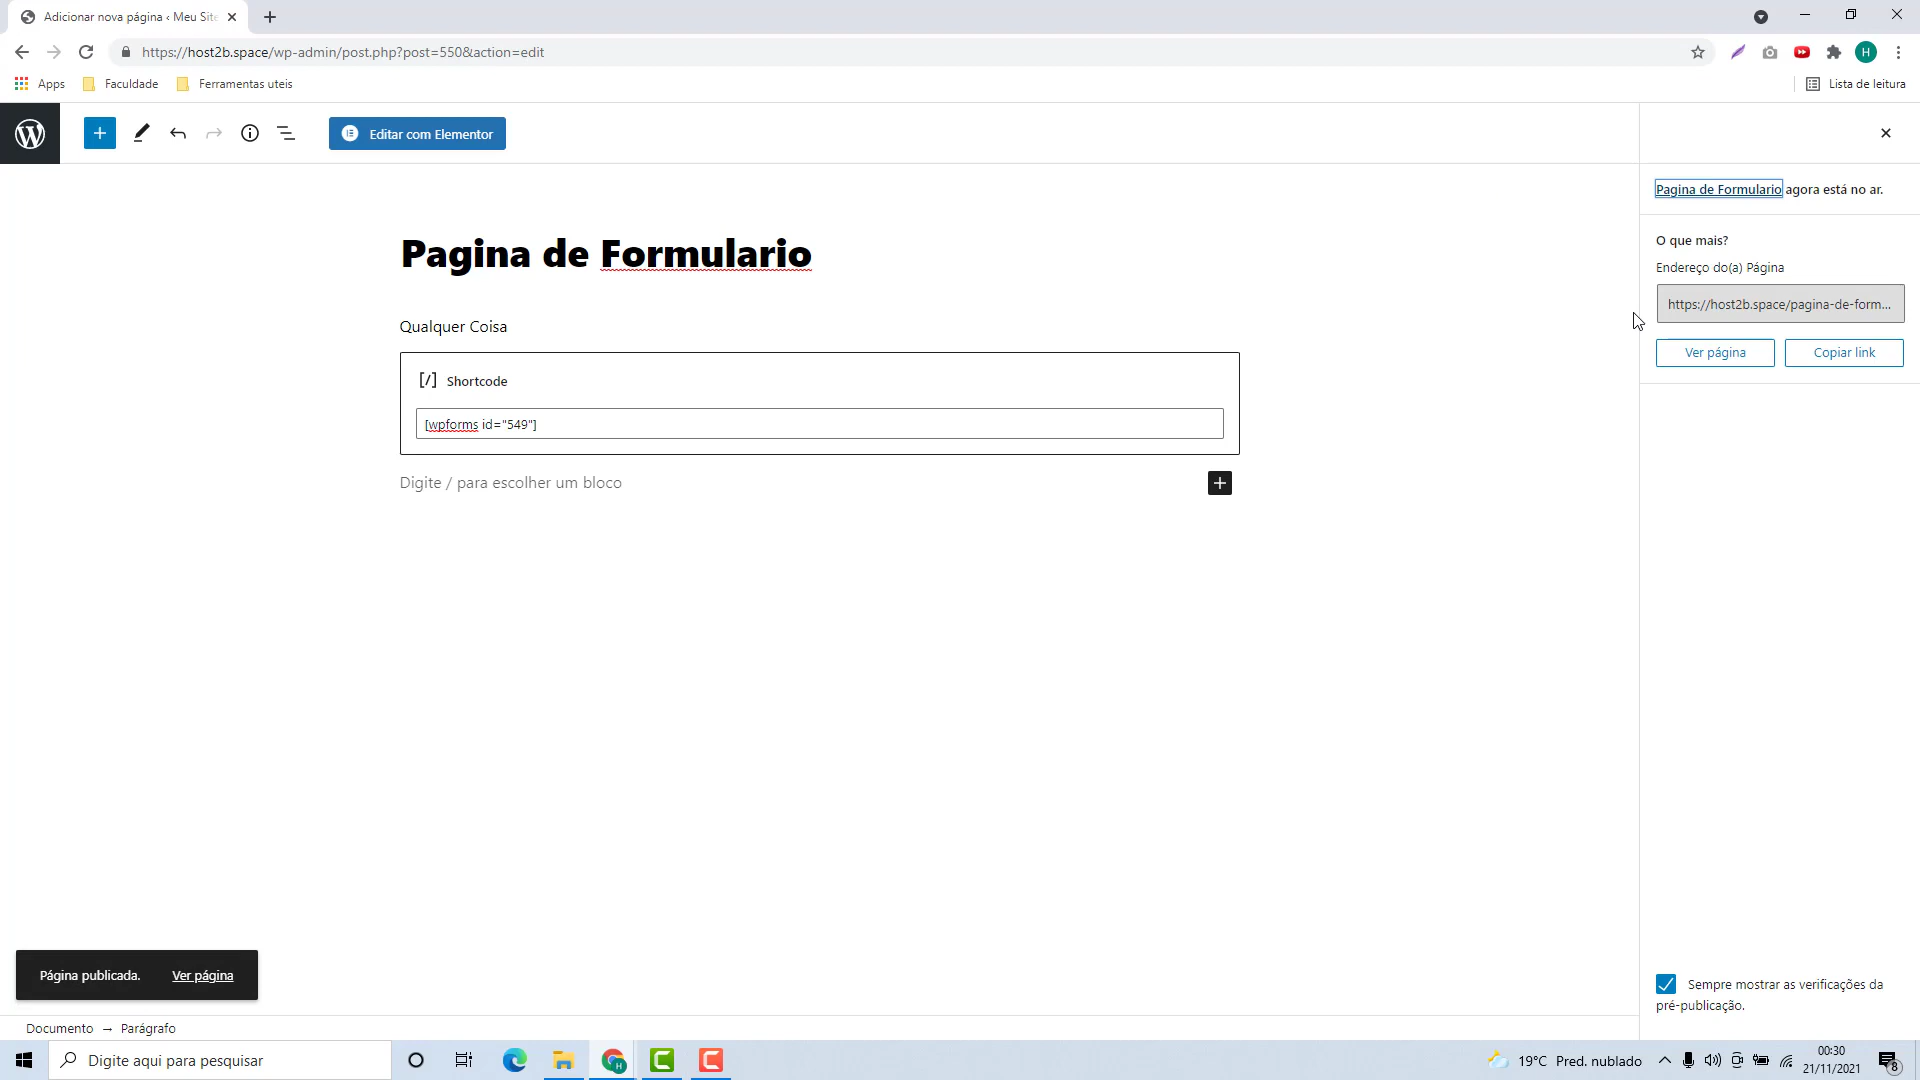 Adicionar nova página ‹ Meu Site
https://host2b.space/wp-admin/post.php?post=550&action=edit
H
Apps
Faculdade
Ferramentas uteis
Lista de leitura
Editar com Elementor
Pagina de Formulario agora está no ar.
Pagina de Formulario
O que mais?
Endereço do(a) Página
https://host2b.space/pagina-de-form...
Ver página
Copiar link
Qualquer Coisa
[/] Shortcode
[wpforms id="549"]
Digite / para escolher um bloco
Página publicada.
Ver página
Sempre mostrar as verificações da
pré-publicação.
Documento → Parágrafo
Digite aqui para pesquisar
19°C Pred. nublado
00:30
21/11/2021
8